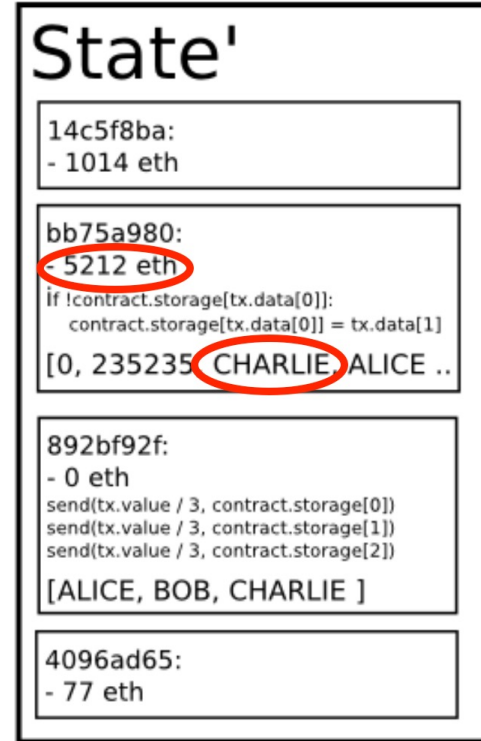 State'
14c5f8ba:
- 1014 eth
bb75a980:
- 5212 eth
if !contract.storage[tx.data[0]]:
contract.storage[tx.data[0]] = tx.data[1]
[0, 235235, CHARLIE, ALICE ..
892bf92f:
- 0 eth
send(tx.value / 3, contract.storage[0])
send(tx.value / 3, contract.storage[1])
send(tx.value / 3, contract.storage[2])
[ALICE, BOB, CHARLIE ]
4096ad65:
- 77 eth